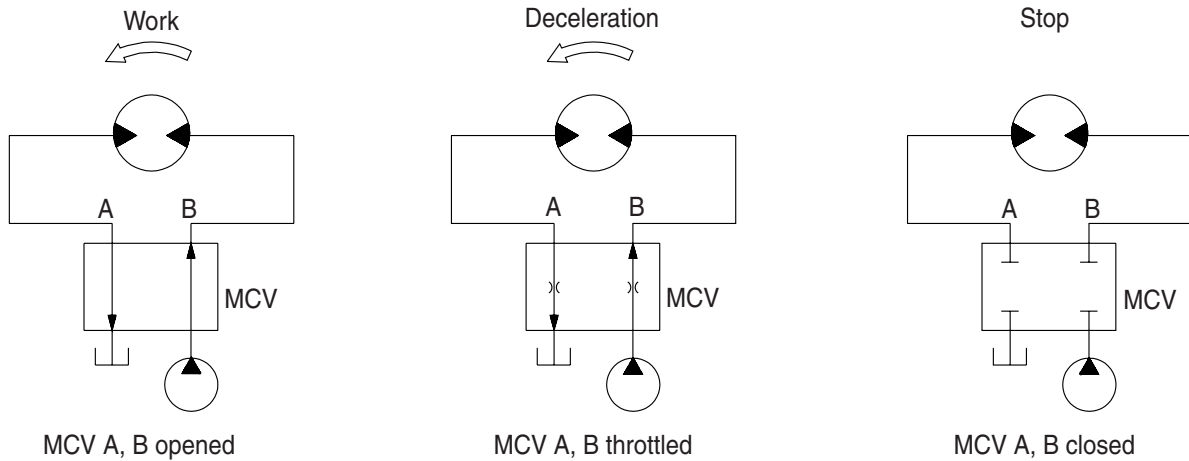 Work
A
B
MCV
MCV A, B opened
Deceleration
A
B
MCV
MCV A, B throttled
Stop
A
B
MCV
MCV A, B closed